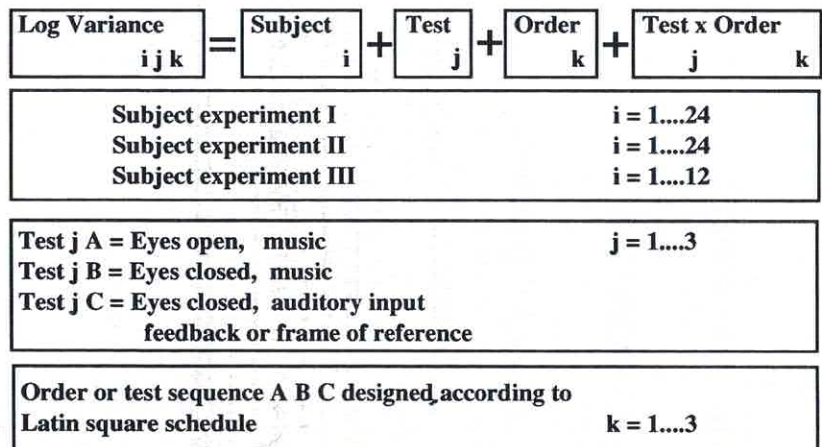 Log Variance = Subject + Test + Order + Test x Order
i j k i j k j k
Subject experiment I i = 1....24
Subject experiment II i = 1....24
Subject experiment III i = 1....12
Test j A = Eyes open, music j = 1....3
Test j B = Eyes closed, music
Test j C = Eyes closed, auditory input
feedback or frame of reference
Order or test sequence A B C designed according to
Latin square schedule k = 1....3